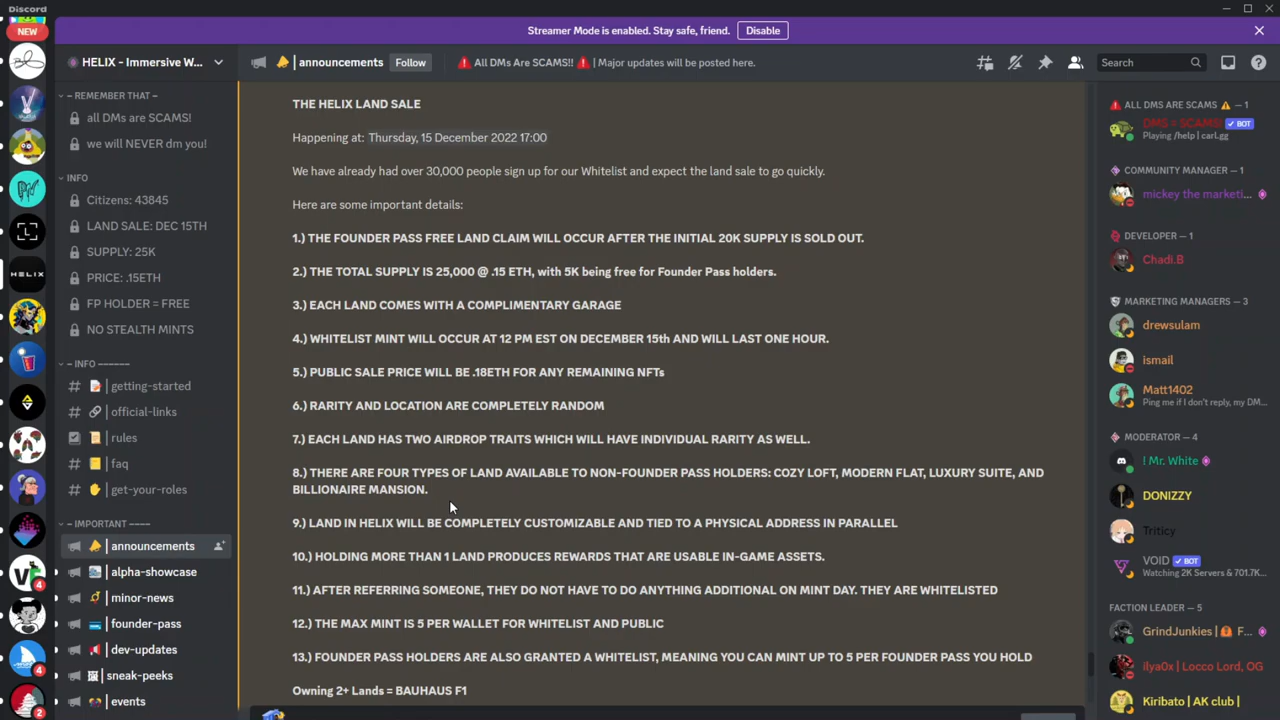 Discord
NEW
Streamer Mode is enabled. Stay safe, friend.
Disable
HELIX - Immersive W...
| announcements
Follow
All DMs Are SCAMS!! | Major updates will be posted here.
Search
REMEMBER THAT -
all DMs are SCAMS!
we will NEVER dm you!
INFO
Citizens: 43845
LAND SALE: DEC 15TH
SUPPLY: 25K
PRICE: .15ETH
FP HOLDER = FREE
NO STEALTH MINTS
- INFO ------
| getting-started
| official-links
| rules
| faq
| get-your-roles
- IMPORTANT ----
| announcements
| alpha-showcase
| minor-news
| founder-pass
| dev-updates
| sneak-peeks
| events
HELIX
4
4
2
THE HELIX LAND SALE
Happening at: Thursday, 15 December 2022 17:00
We have already had over 30,000 people sign up for our Whitelist and expect the land sale to go quickly.
Here are some important details:
1.) THE FOUNDER PASS FREE LAND CLAIM WILL OCCUR AFTER THE INITIAL 20K SUPPLY IS SOLD OUT.
2.) THE TOTAL SUPPLY IS 25,000 @ .15 ETH, with 5K being free for Founder Pass holders.
3.) EACH LAND COMES WITH A COMPLIMENTARY GARAGE
4.) WHITELIST MINT WILL OCCUR AT 12 PM EST ON DECEMBER 15th AND WILL LAST ONE HOUR.
5.) PUBLIC SALE PRICE WILL BE .18ETH FOR ANY REMAINING NFTs
6.) RARITY AND LOCATION ARE COMPLETELY RANDOM
7.) EACH LAND HAS TWO AIRDROP TRAITS WHICH WILL HAVE INDIVIDUAL RARITY AS WELL.
8.) THERE ARE FOUR TYPES OF LAND AVAILABLE TO NON-FOUNDER PASS HOLDERS: COZY LOFT, MODERN FLAT, LUXURY SUITE, AND
BILLIONAIRE MANSION.
9.) LAND IN HELIX WILL BE COMPLETELY CUSTOMIZABLE AND TIED TO A PHYSICAL ADDRESS IN PARALLEL
10.) HOLDING MORE THAN 1 LAND PRODUCES REWARDS THAT ARE USABLE IN-GAME ASSETS.
11.) AFTER REFERRING SOMEONE, THEY DO NOT HAVE TO DO ANYTHING ADDITIONAL ON MINT DAY. THEY ARE WHITELISTED
12.) THE MAX MINT IS 5 PER WALLET FOR WHITELIST AND PUBLIC
13.) FOUNDER PASS HOLDERS ARE ALSO GRANTED A WHITELIST, MEANING YOU CAN MINT UP TO 5 PER FOUNDER PASS YOU HOLD
Owning 2+ Lands = BAUHAUS F1
ALL DMS ARE SCAMS — 1
DMS = SCAMS! BOT
Playing /help | carl.gg
COMMUNITY MANAGER — 1
mickey the marketi...
DEVELOPER — 1
Chadi.B
MARKETING MANAGERS — 3
drewsulam
ismail
Matt1402
Ping me if I don't reply, my DM...
MODERATOR — 4
! Mr. White
DONIZZY
Triticy
VOID BOT
Watching 2K Servers & 701.7K...
FACTION LEADER — 5
GrindJunkies | F...
ilya0x | Locco Lord, OG
Kiribato | AK club |